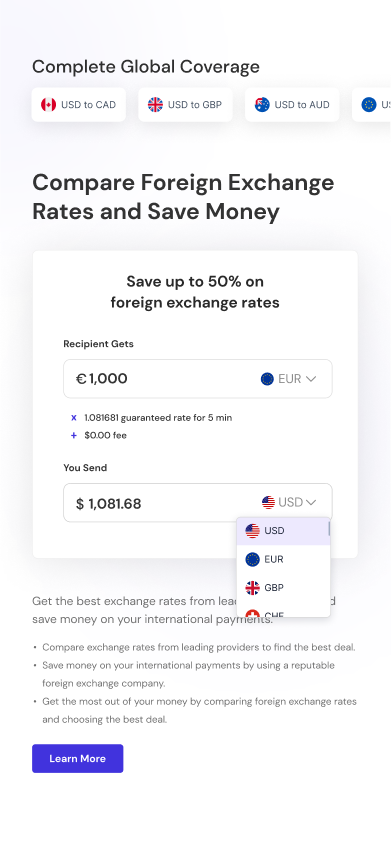 Complete Global Coverage
USD to CAD
USD to GBP
USD to AUD
Compare Foreign Exchange
Rates and Save Money
Save up to 50% on
foreign exchange rates
Recipient Gets
€ 1,000
EUR
x 1.081681 guaranteed rate for 5 min
+ $0.00 fee
You Send
$ 1,081.68
USD
USD
EUR
GBP
CHF
Get the best exchange rates from
save money on your international payments.
• Compare exchange rates from leading providers to find the best deal.
• Save money on your international payments by using a reputable
foreign exchange company.
• Get the most out of your money by comparing foreign exchange rates
and choosing the best deal.
Learn More